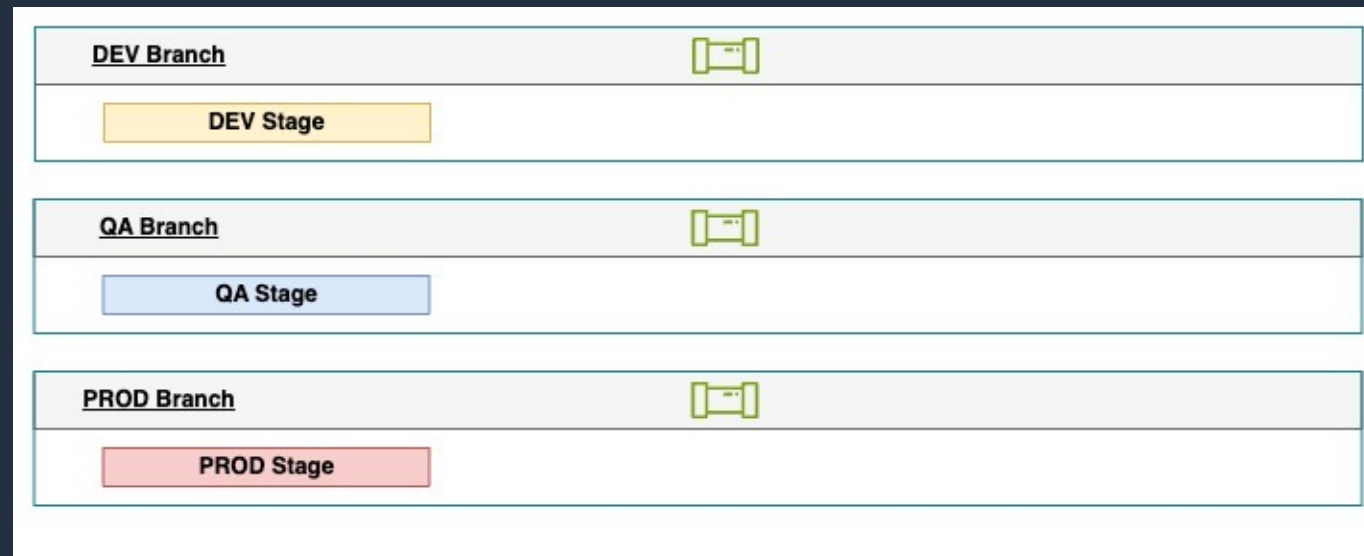 DEV Branch
DEV Stage
QA Branch
QA Stage
PROD Branch
PROD Stage